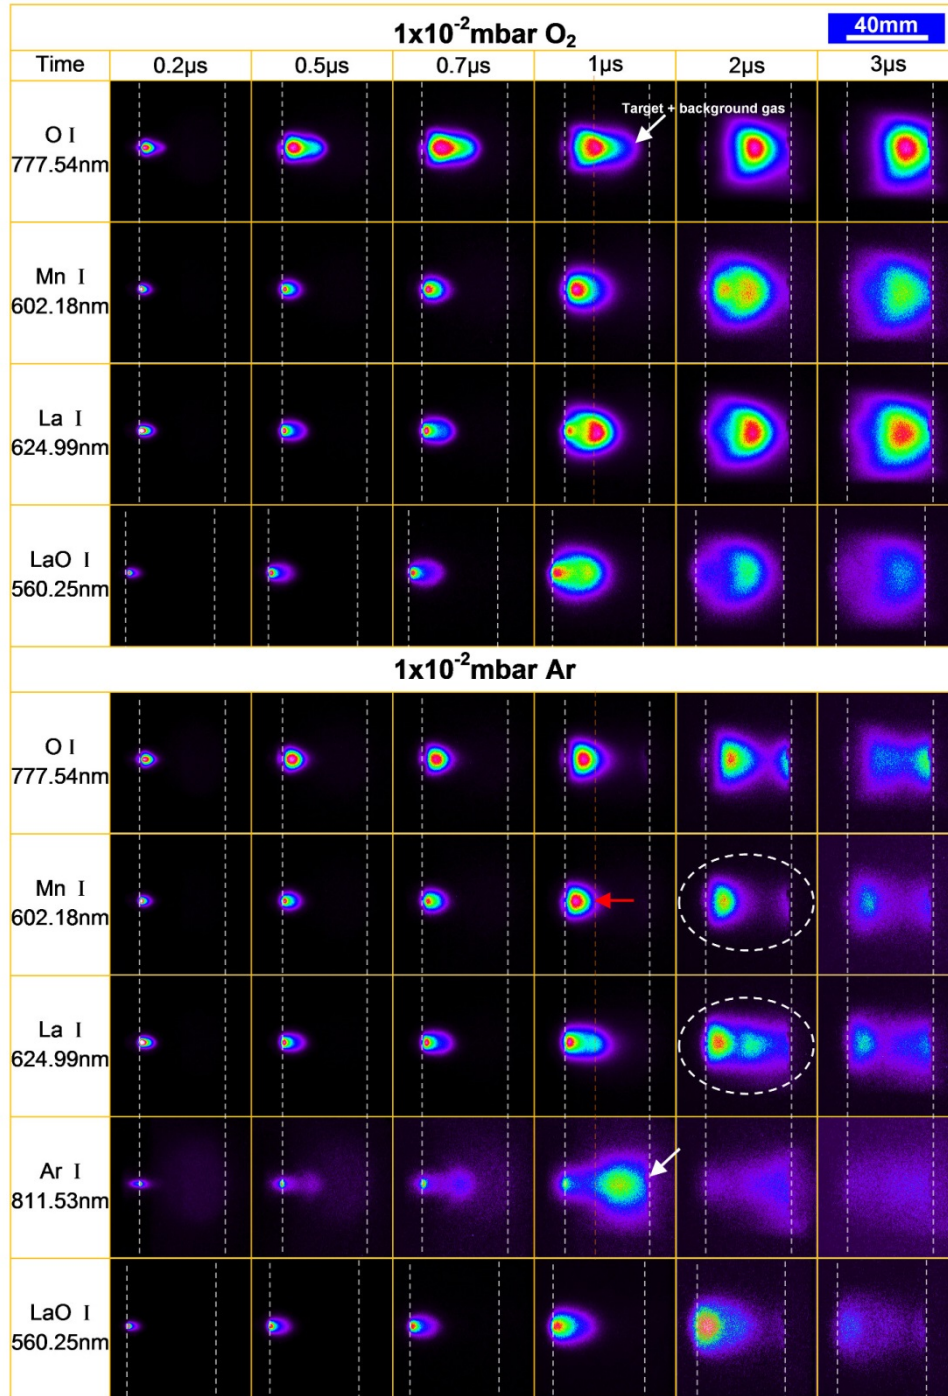 1x10-2mbar O2
40mm
Time 0.2µs 0.5µs 0.7µs 1µs 2µs 3µs
O I
777.54nm
Target + background gas
Mn I
602.18nm
La I
624.99nm
LaO I
560.25nm
1x10-2mbar Ar
O I
777.54nm
Mn I
602.18nm
La I
624.99nm
Ar I
811.53nm
LaO I
560.25nm